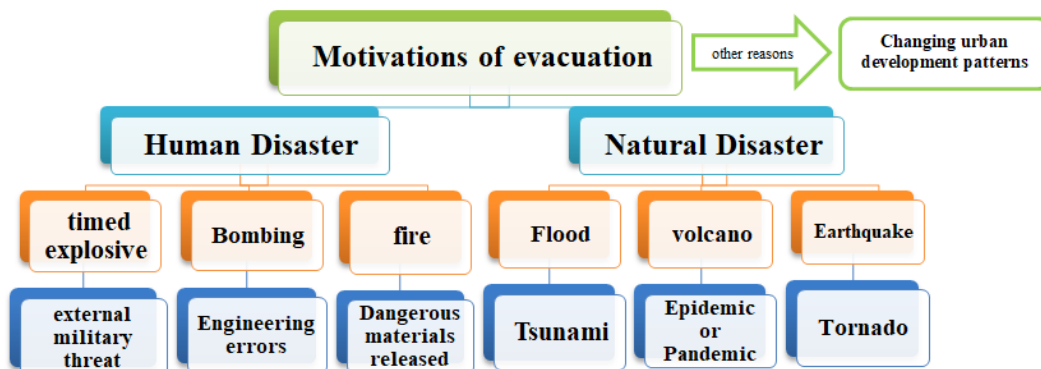 Motivations of evacuation
other reasons
Changing urban
development patterns
Human Disaster
Natural Disaster
timed
explosive
Bombing
fire
Flood
volcano
Earthquake
external
military
threat
Engineering
errors
Dangerous
materials
released
Tsunami
Epidemic
or
Pandemic
Tornado